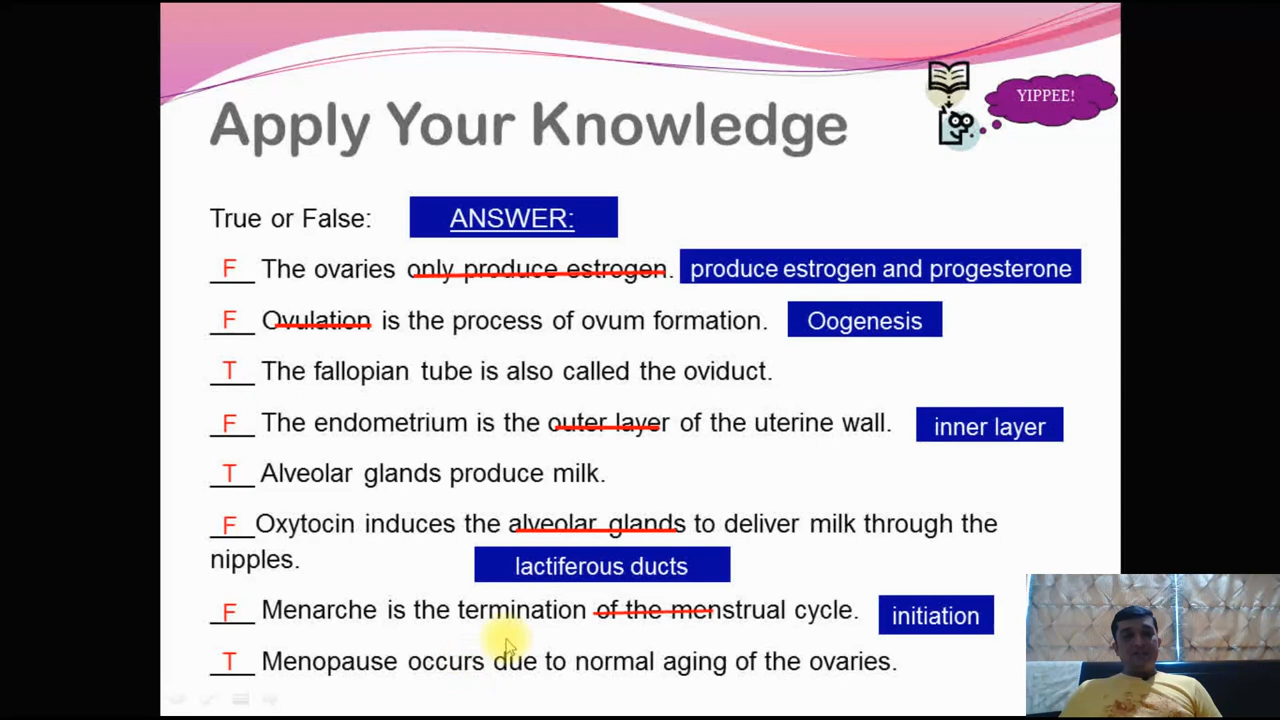 YIPPEE!
Apply Your Knowledge
True or False: ANSWER:
F The ovaries only produce estrogen. produce estrogen and progesterone
F Ovulation is the process of ovum formation. Oogenesis
T The fallopian tube is also called the oviduct.
F The endometrium is the outer layer of the uterine wall. inner layer
T Alveolar glands produce milk.
F Oxytocin induces the alveolar glands to deliver milk through the
nipples. lactiferous ducts
F Menarche is the termination of the menstrual cycle. initiation
T Menopause occurs due to normal aging of the ovaries.